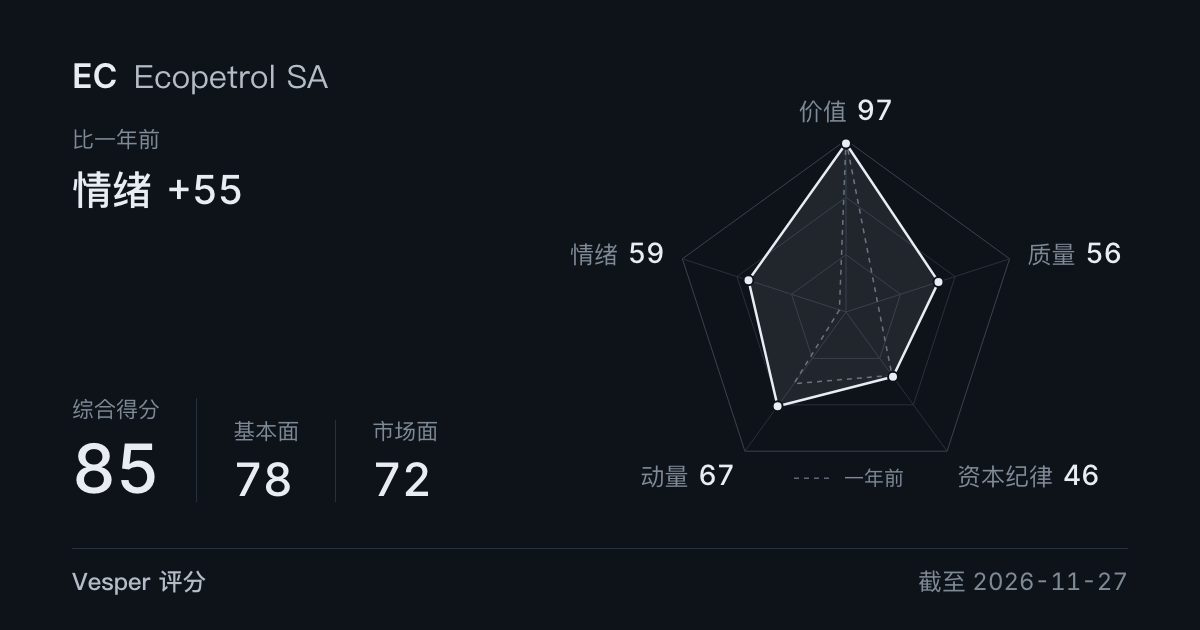 EC Ecopetrol SA
比一年前
情绪 +55
价值 97
情绪 59
质量 56
动量 67
---- 一年前
资本纪律 46
综合得分
85
基本面
78
市场面
72
Vesper 评分
截至 2026-11-27